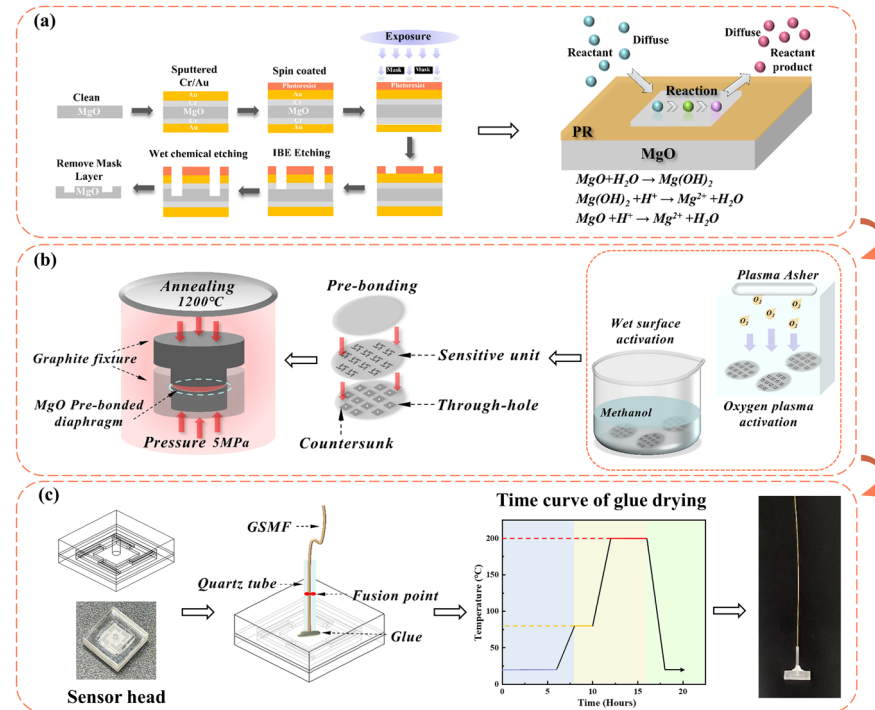 (a)
Clean
MgO
Sputtered
Cr/Au
Au
Cr
MgO
Cr
Au
Spin coated
Photoresist
Au
Cr
MgO
Cr
Au
Exposure
Mask
Mask
Photoresist
IBE Etching
Wet chemical etching
Remove Mask
Layer
MgO
Reactant
Diffuse
Diffuse
Reactant
product
Reaction
PR
MgO
MgO+H₂O → Mg(OH)₂
Mg(OH)₂ +H⁺ → Mg²⁺ +H₂O
MgO +H⁺ → Mg²⁺ +H₂O
(b)
Annealing
1200℃
Graphite fixture
MgO Pre-bonded
diaphragm
Pressure 5MPa
Pre-bonding
Sensitive unit
Through-hole
Countersunk
Wet surface
activation
Methanol
Plasma Asher
O₂
O₂
O₂
O₂
O₂
Oxygen plasma
activation
(c)
Sensor head
GSMF
Quartz tube
Fusion point
Glue
Time curve of glue drying
Temperature (℃)
200
150
100
50
0
0
5
10
15
20
Time (Hours)